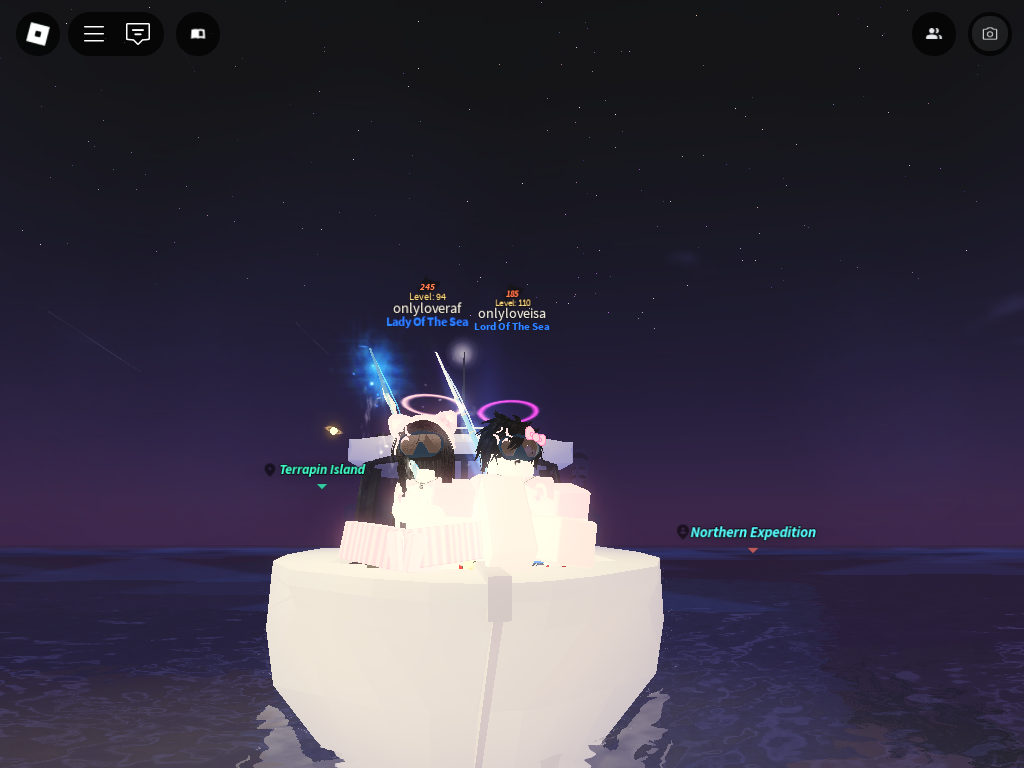 245
Level: 94
onlyloveraf
Lady Of The Sea
185
Level: 110
onlyloveisa
Lord Of The Sea
Terrapin Island
Northern Expedition